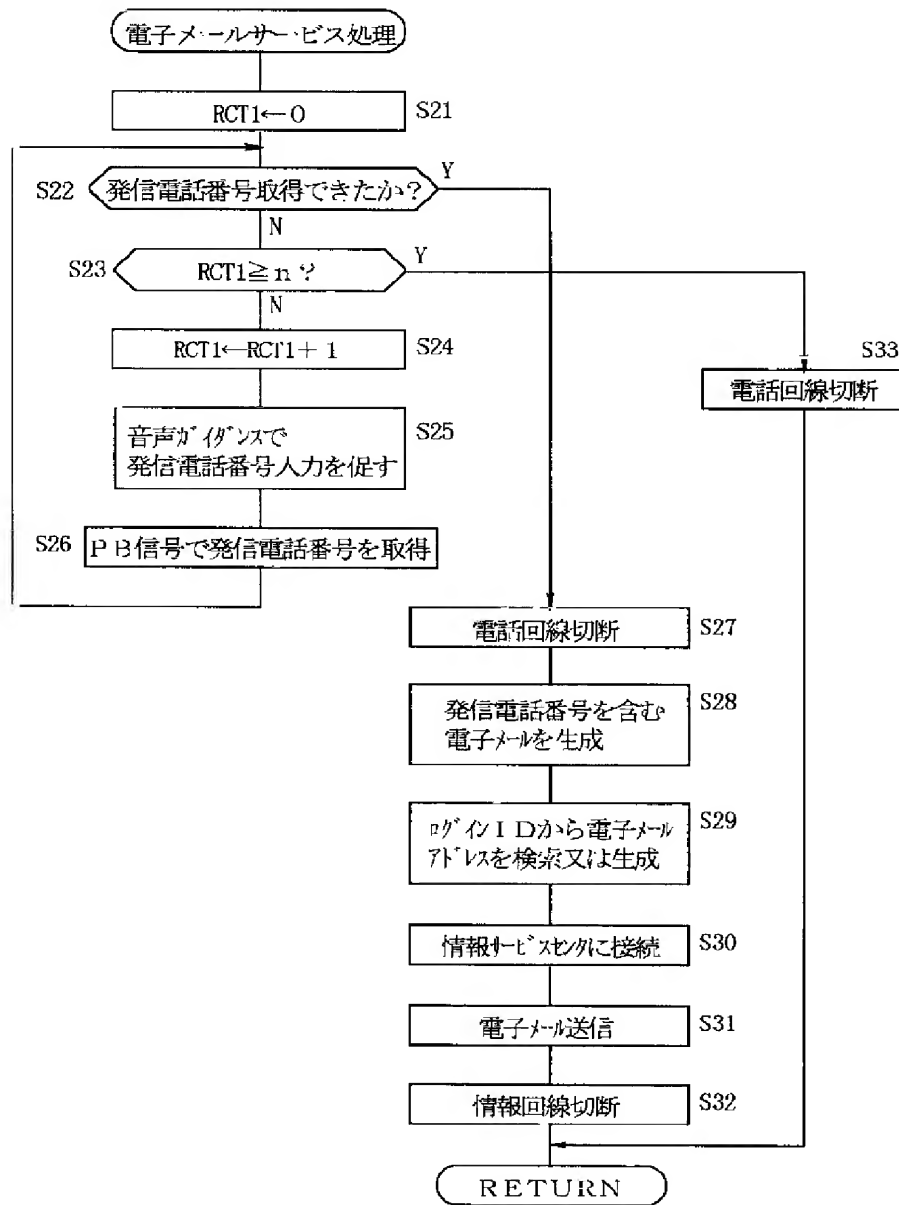 電子メールサービス処理
RCT1←0
S21
S22
発信電話番号取得できたか?
Y
N
S23
RCT1≧n?
Y
N
RCT1←RCT1+1
S24
S33
電話回線切断
音声ガイダンスで
発信電話番号入力を促す
S25
S26
PB信号で発信電話番号を取得
電話回線切断
S27
発信電話番号を含む
電子メールを生成
S28
ログインIDから電子メール
アドレスを検索又は生成
S29
情報サービスセンタに接続
S30
電子メール送信
S31
情報回線切断
S32
RETURN